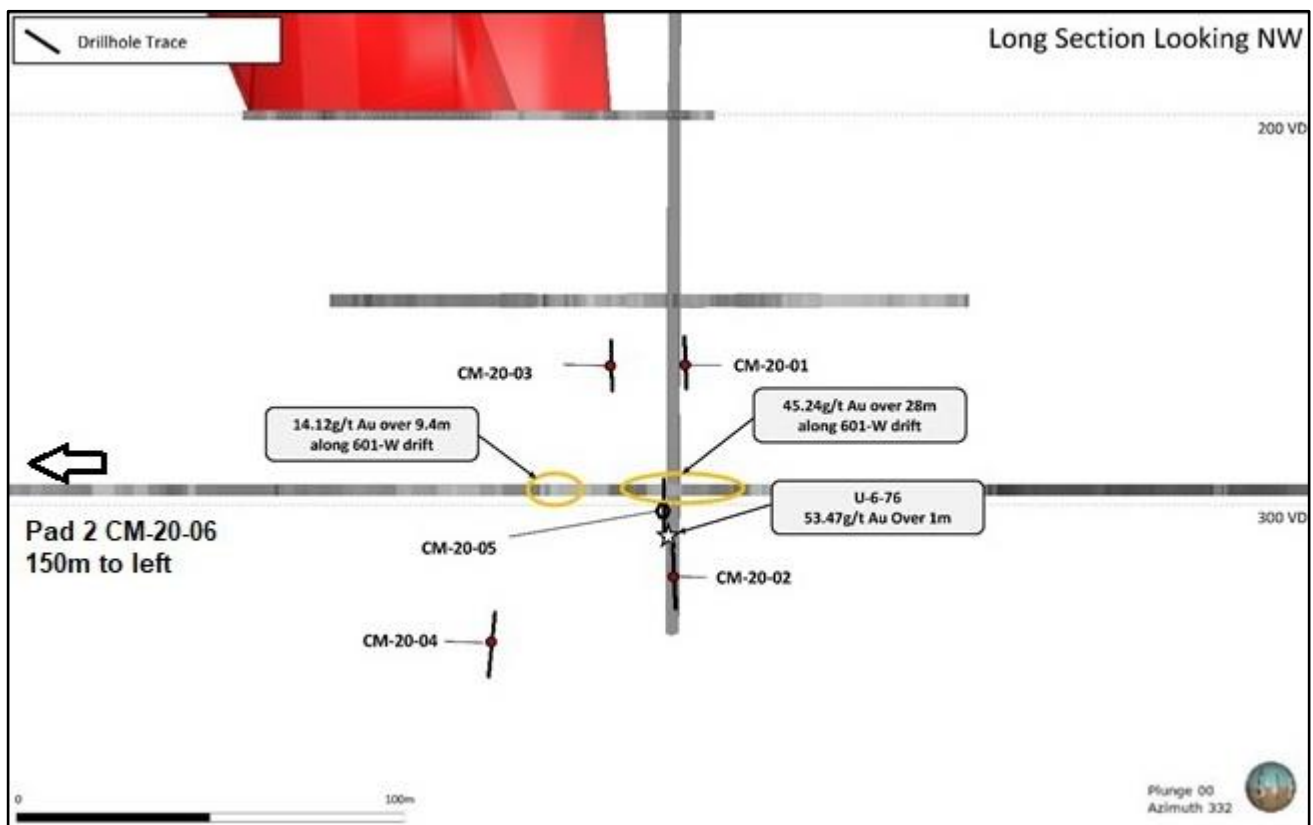 Drillhole Trace
Long Section Looking NW
200 VD
CM-20-03
CM-20-01
14.12g/t Au over 9.4m
along 601-W drift
45.24g/t Au over 28m
along 601-W drift
U-6-76
53.47g/t Au Over 1m
300 VD
Pad 2 CM-20-06
150m to left
CM-20-05
CM-20-02
CM-20-04
0
100m
Plunge 00
Azimuth 332